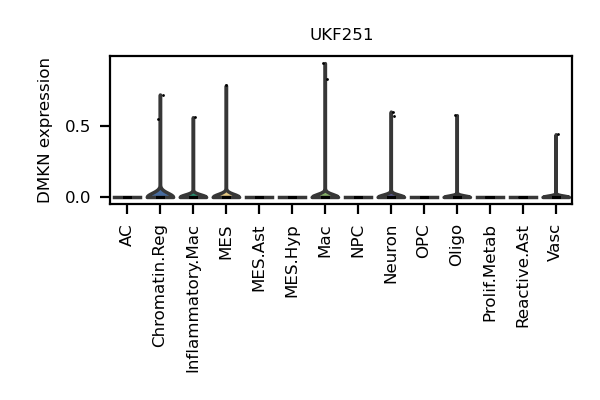 UKF251
DMKN expression
0.5
0.0
AC
Chromatin.Reg
Inflammatory.Mac
MES
MES.Ast
MES.Hyp
Mac
NPC
Neuron
OPC
Oligo
Prolif.Metab
Reactive.Ast
Vasc